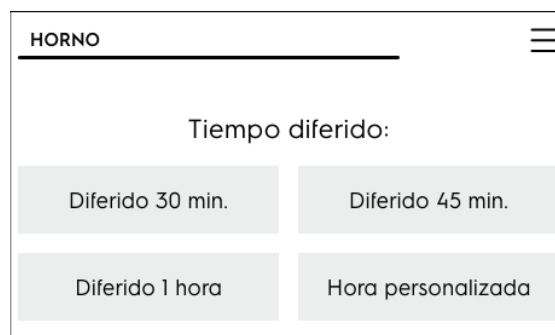 HORNO
Tiempo diferido:
Diferido 30 min.
Diferido 45 min.
Diferido 1 hora
Hora personalizada